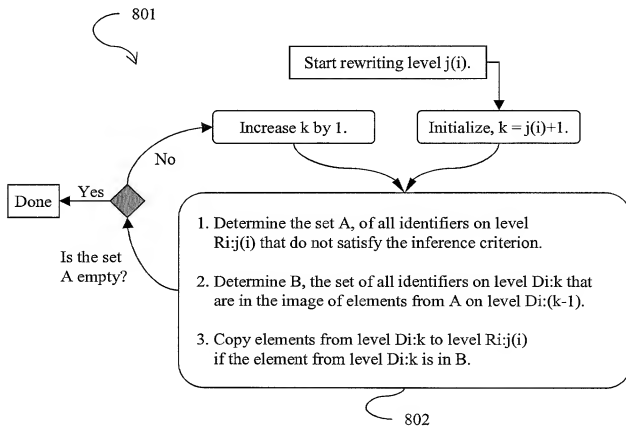 801
Start rewriting level j(i).
Increase k by 1.
Initialize, k = j(i)+1.
No
Yes
Done
Is the set
A empty?
1. Determine the set A, of all identifiers on level
Ri:j(i) that do not satisfy the inference criterion.
2. Determine B, the set of all identifiers on level Di:k that
are in the image of elements from A on level Di:(k-1).
3. Copy elements from level Di:k to level Ri:j(i)
if the element from level Di:k is in B.
802